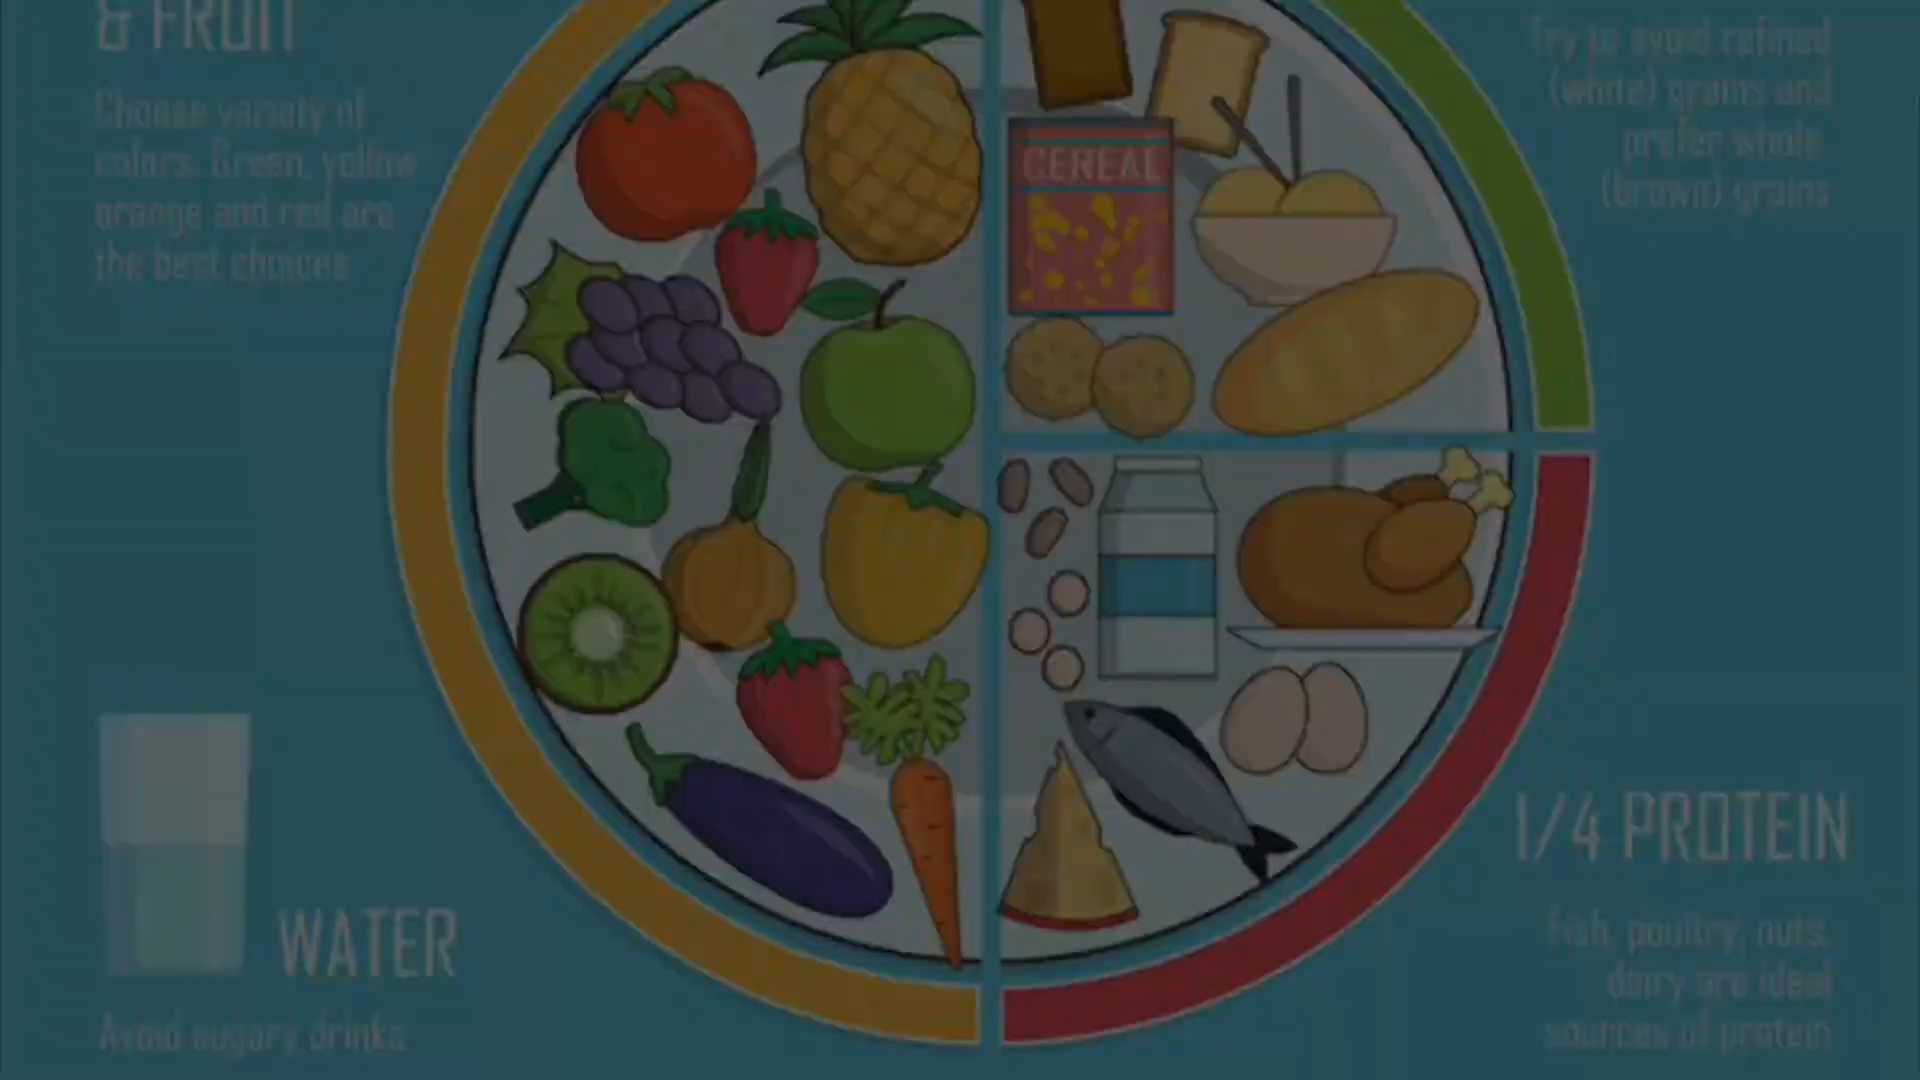 & FRUIT
Choose variety of
colors. Green, yellow
orange and red are
the best choices
WATER
Avoid sugary drinks
CEREAL
Try to avoid refined
(white) grains and
prefer whole
(brown) grains
1/4 PROTEIN
Fish, poultry, nuts,
dairy are ideal
sources of protein